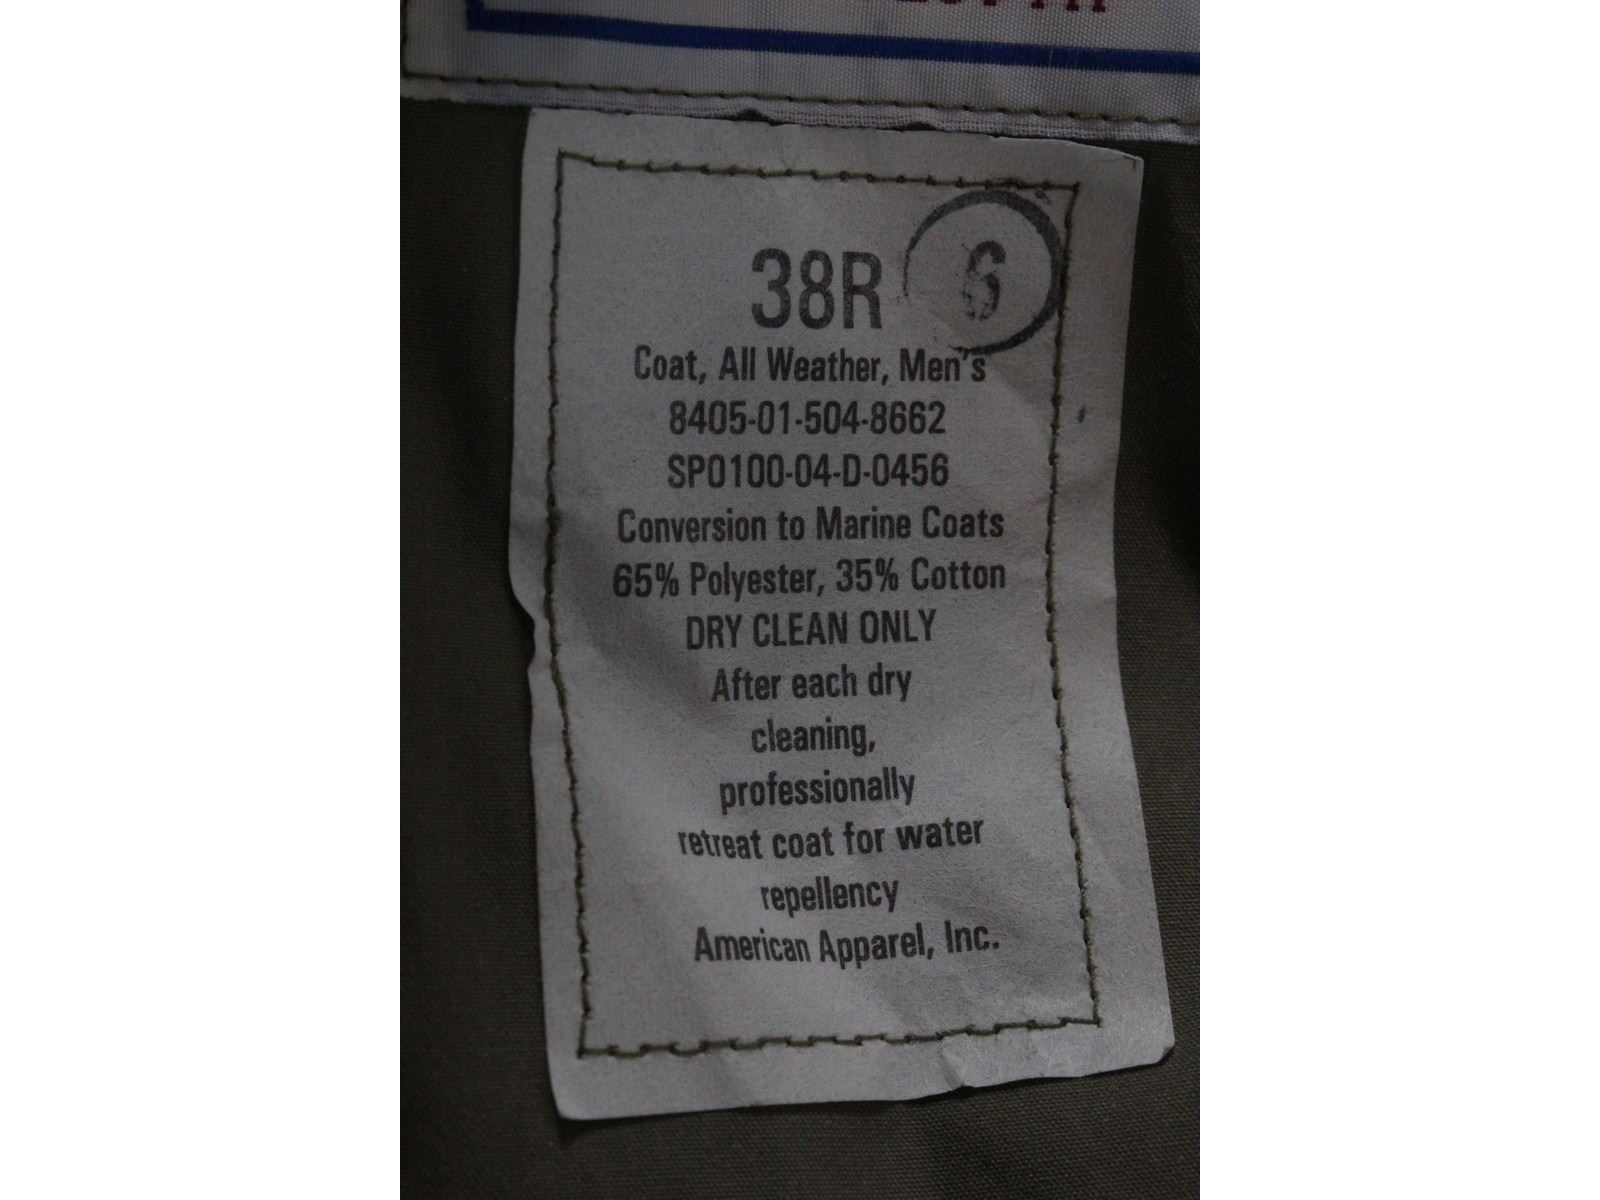 38R
6
Coat, All Weather, Men's
8405-01-504-8662
SPO100-04-D-0456
Conversion to Marine Coats
65% Polyester, 35% Cotton
DRY CLEAN ONLY
After each dry
cleaning,
professionally
retreat coat for water
repellency
American Apparel, Inc.